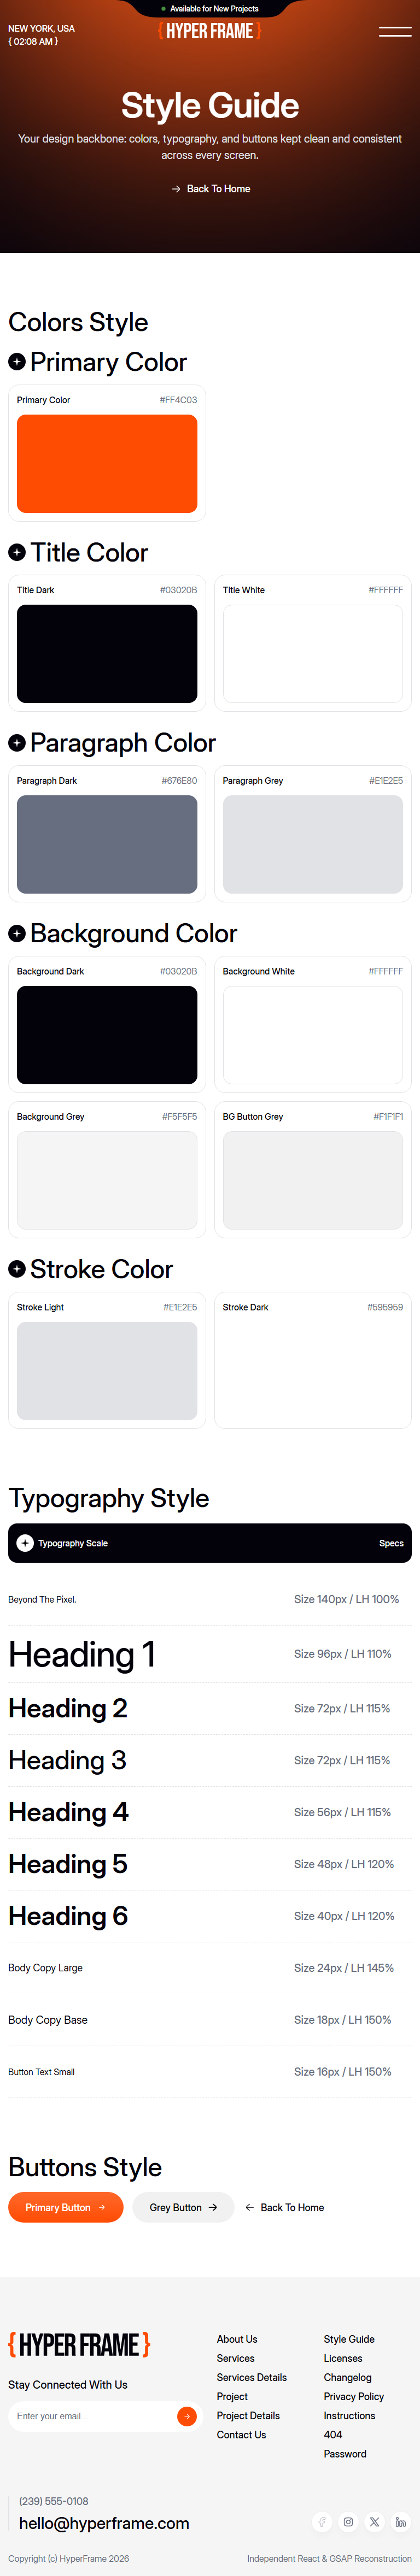 Available for New Projects
NEW YORK, USA
{ 02:08 AM }
{ HYPER FRAME }
Style Guide
Your design backbone: colors, typography, and buttons kept clean and consistent
across every screen.
Back To Home
Colors Style
Primary Color
Primary Color #FF4C03
Title Color
Title Dark #03020B
Title White #FFFFFF
Paragraph Color
Paragraph Dark #676E80
Paragraph Grey #E1E2E5
Background Color
Background Dark #03020B
Background White #FFFFFF
Background Grey #F5F5F5
BG Button Grey #F1F1F1
Stroke Color
Stroke Light #E1E2E5
Stroke Dark #595959
Typography Style
Typography Scale Specs
Beyond The Pixel. Size 140px / LH 100%
Heading 1 Size 96px / LH 110%
Heading 2 Size 72px / LH 115%
Heading 3 Size 72px / LH 115%
Heading 4 Size 56px / LH 115%
Heading 5 Size 48px / LH 120%
Heading 6 Size 40px / LH 120%
Body Copy Large Size 24px / LH 145%
Body Copy Base Size 18px / LH 150%
Button Text Small Size 16px / LH 150%
Buttons Style
Primary Button
Grey Button
Back To Home
{ HYPER FRAME }
Stay Connected With Us
Enter your email...
About Us
Services
Services Details
Project
Project Details
Contact Us
Style Guide
Licenses
Changelog
Privacy Policy
Instructions
404
Password
(239) 555-0108
hello@hyperframe.com
Copyright (c) HyperFrame 2026
Independent React & GSAP Reconstruction